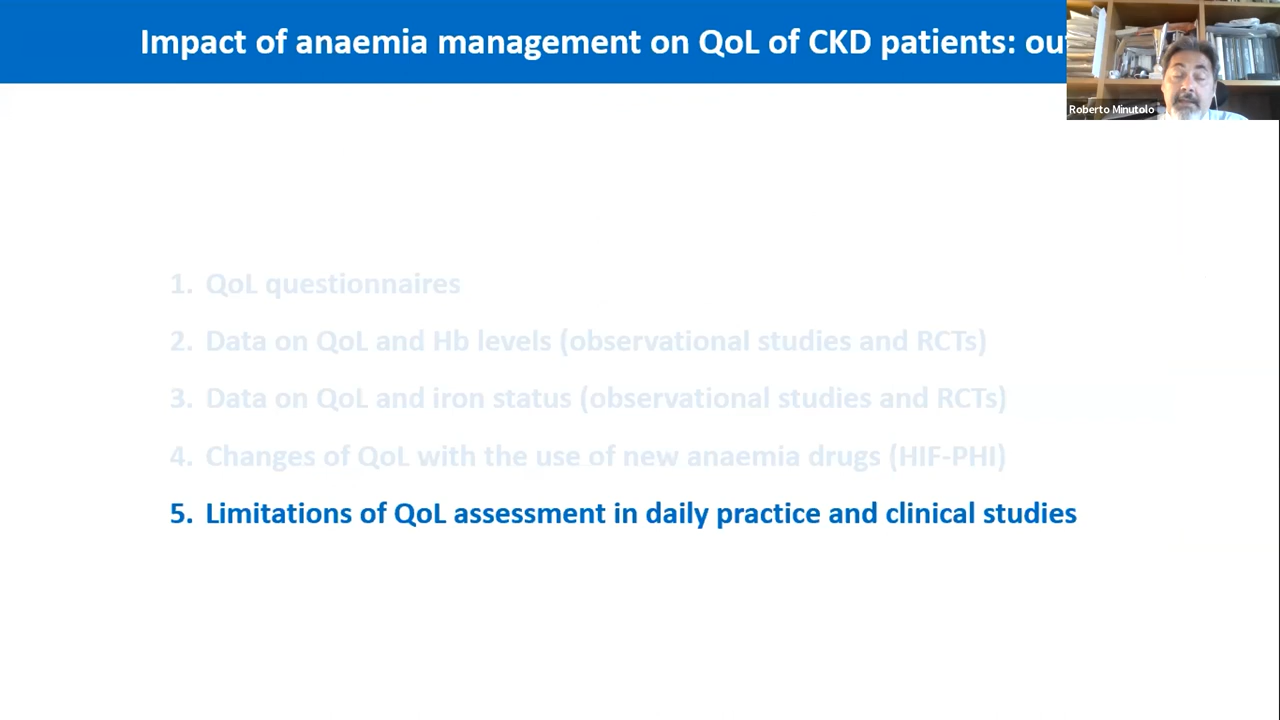 Impact of anaemia management on QoL of CKD patients: ou
Roberto Minutolo
1. QoL questionnaires
2. Data on QoL and Hb levels (observational studies and RCTs)
3. Data on QoL and iron status (observational studies and RCTs)
4. Changes of QoL with the use of new anaemia drugs (HIF-PHI)
5. Limitations of QoL assessment in daily practice and clinical studies